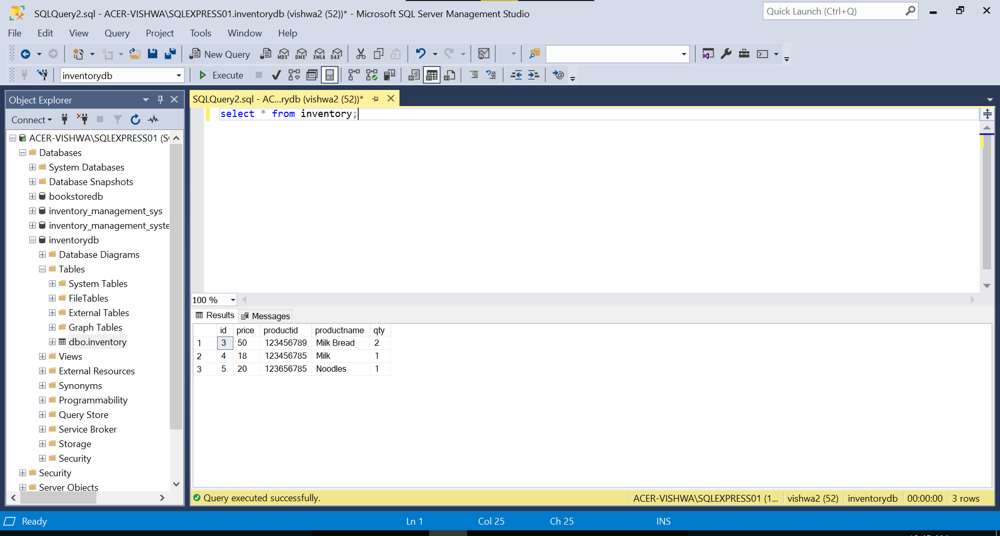 SQLQuery2.sql - ACER-VISHWA\SQLEXPRESS01.inventorydb (vishwa2 (52))* - Microsoft SQL Server Management Studio
Quick Launch (Ctrl+Q)
File Edit View Query Project Tools Window Help
New Query MDX DMX XMLA DAX
inventorydb Execute
Object Explorer
SQLQuery2.sql - AC...rydb (vishwa2 (52))*
Connect
select * from inventory;
ACER-VISHWA\SQLEXPRESS01 (S
Databases
System Databases
Database Snapshots
bookstoredb
inventory_management_sys
inventory_management_syste
inventorydb
Database Diagrams
Tables
System Tables
FileTables
External Tables
Graph Tables
dbo.inventory
Views
External Resources
Synonyms
Programmability
Query Store
Service Broker
Storage
Security
Security
Server Objects
100 %
Results Messages
id price productid productname qty
1 3 50 123456789 Milk Bread 2
2 4 18 123456785 Milk 1
3 5 20 123656785 Noodles 1
Query executed successfully. ACER-VISHWA\SQLEXPRESS01 (1... vishwa2 (52) inventorydb 00:00:00 3 rows
Ready Ln 1 Col 25 Ch 25 INS